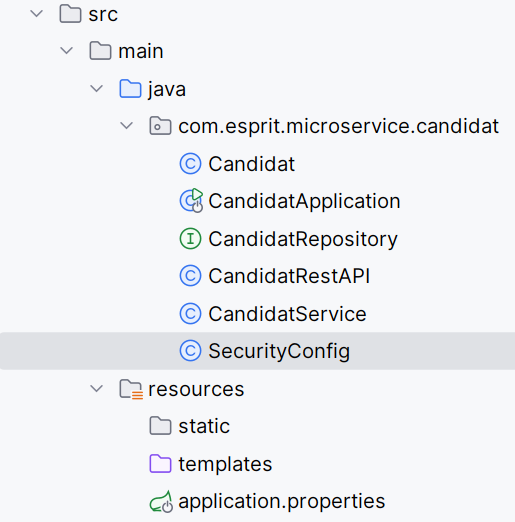 src
main
java
com.esprit.microservice.candidat
Candidat
CandidatApplication
CandidatRepository
CandidatRestAPI
CandidatService
SecurityConfig
resources
static
templates
application.properties